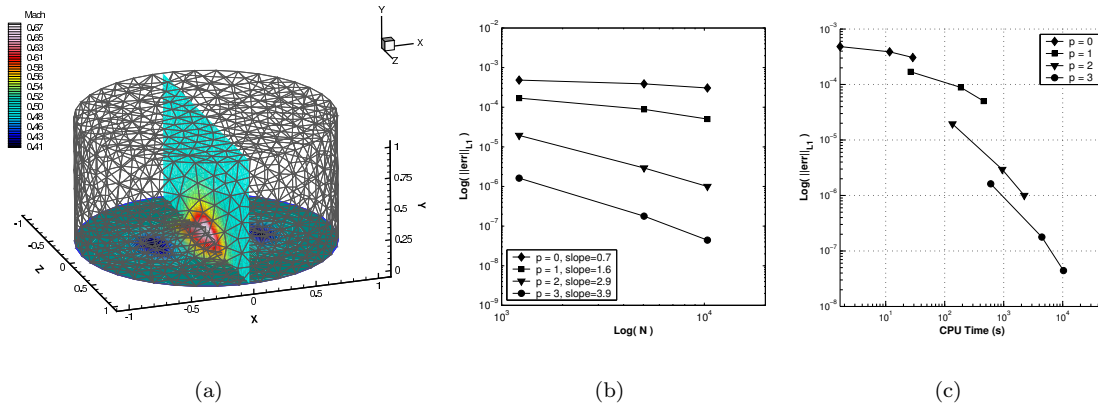 Mach
0.67
0.65
0.63
0.61
0.58
0.56
0.54
0.52
0.50
0.48
0.46
0.43
0.41
Y
X
Z
1
0.75
0.5
0.25
0
Y
-1
-0.5
0
0.5
1
Z
-1
-0.5
0
0.5
1
X
(a)
10^-2
10^-3
10^-4
10^-5
10^-6
10^-7
10^-8
10^-9
Log( ||err||_L1 )
p = 0, slope=0.7
p = 1, slope=1.6
p = 2, slope=2.9
p = 3, slope=3.9
10^3
10^4
Log( N )
(b)
10^-3
10^-4
10^-5
10^-6
10^-7
10^-8
Log( ||err||_L1 )
p = 0
p = 1
p = 2
p = 3
10^1
10^2
10^3
10^4
CPU Time (s)
(c)